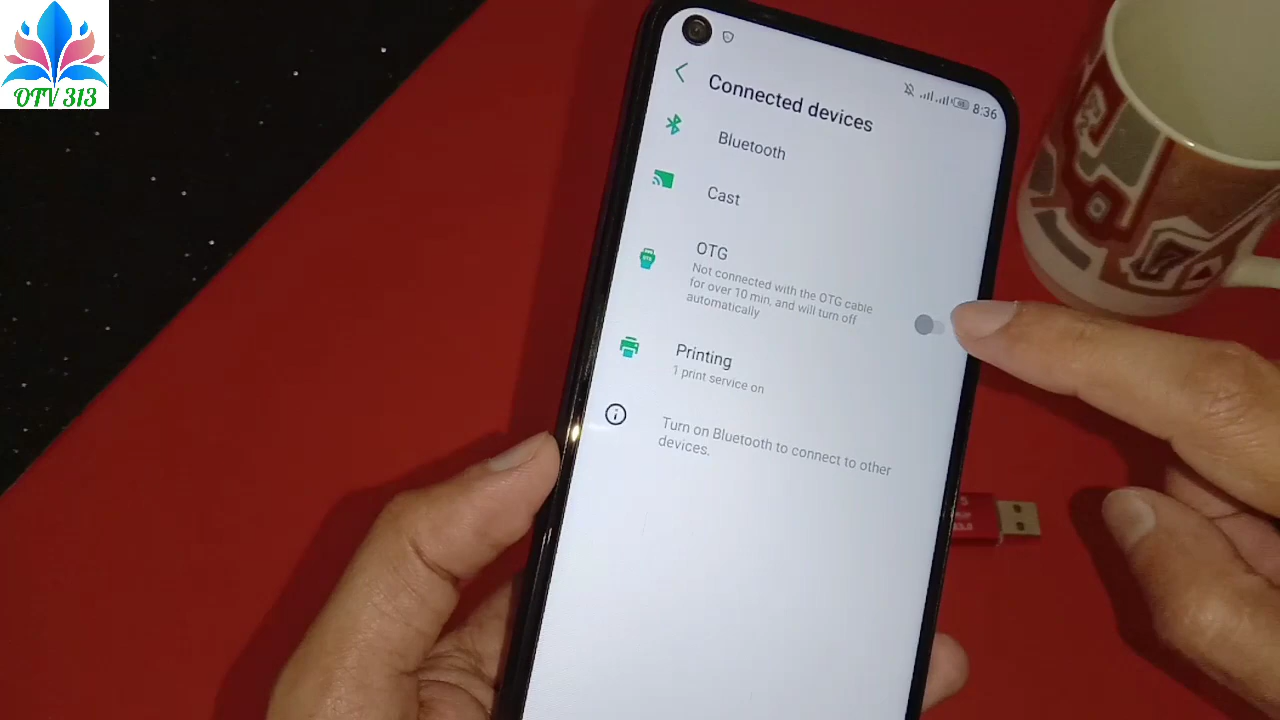 OTV 313
8:36
Connected devices
Bluetooth
Cast
OTG
Not connected with the OTG cable
for over 10 min, and will turn off
automatically
Printing
1 print service on
Turn on Bluetooth to connect to other
devices.